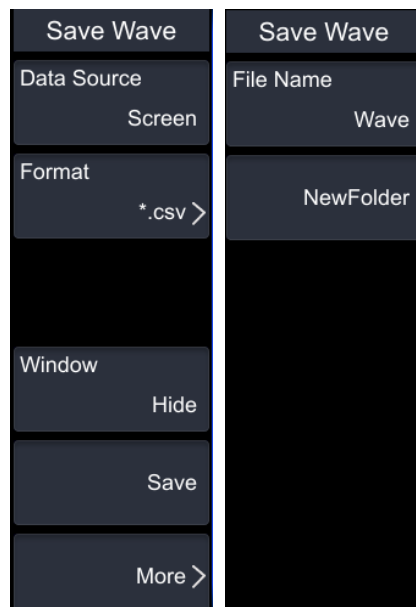 Save Wave
Data Source
Screen
Format
*.csv >
Window
Hide
Save
More >
Save Wave
File Name
Wave
NewFolder